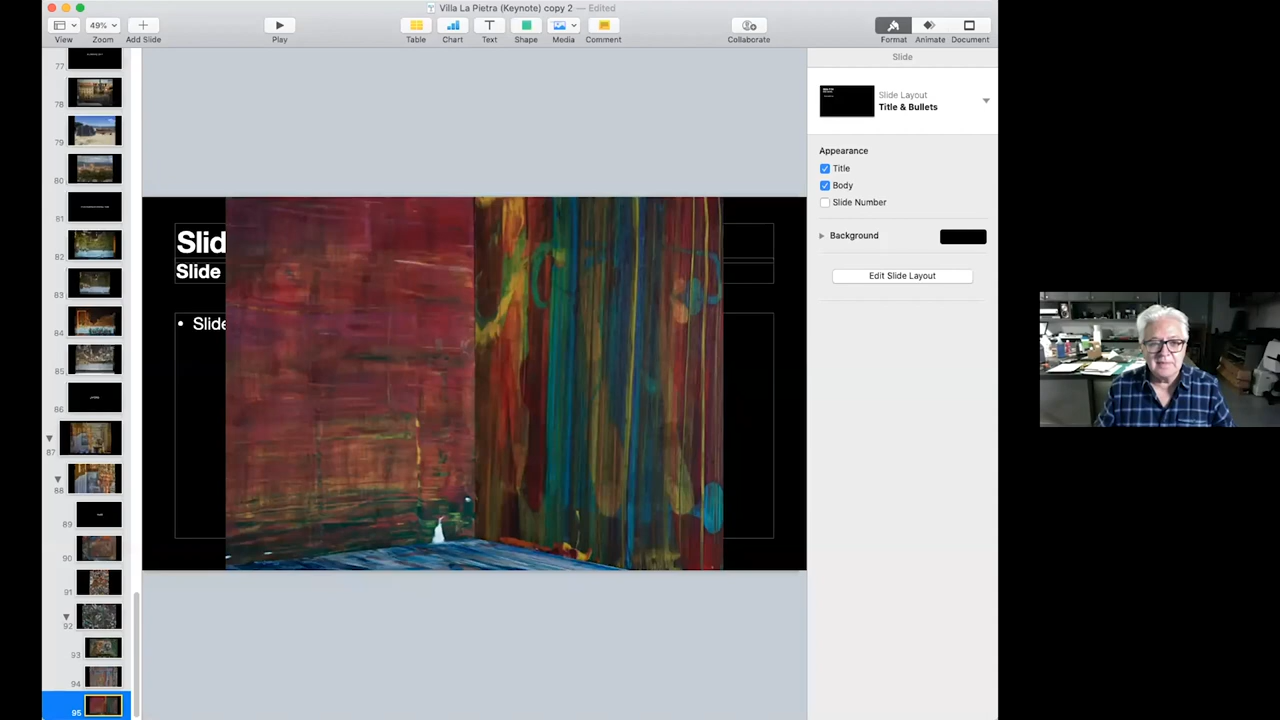 Villa La Pietra (Keynote) copy 2 — Edited
49%
View Zoom Add Slide Play Table Chart Text Shape Media Comment Collaborate Format Animate Document
Slide
Slide Layout
Title & Bullets
Appearance
Title
Body
Slide Number
Background
Edit Slide Layout
77
78
79
80
81
82
83
84
85
86
87
88
89
90
91
92
93
94
95
Slid
Slide
• Slide